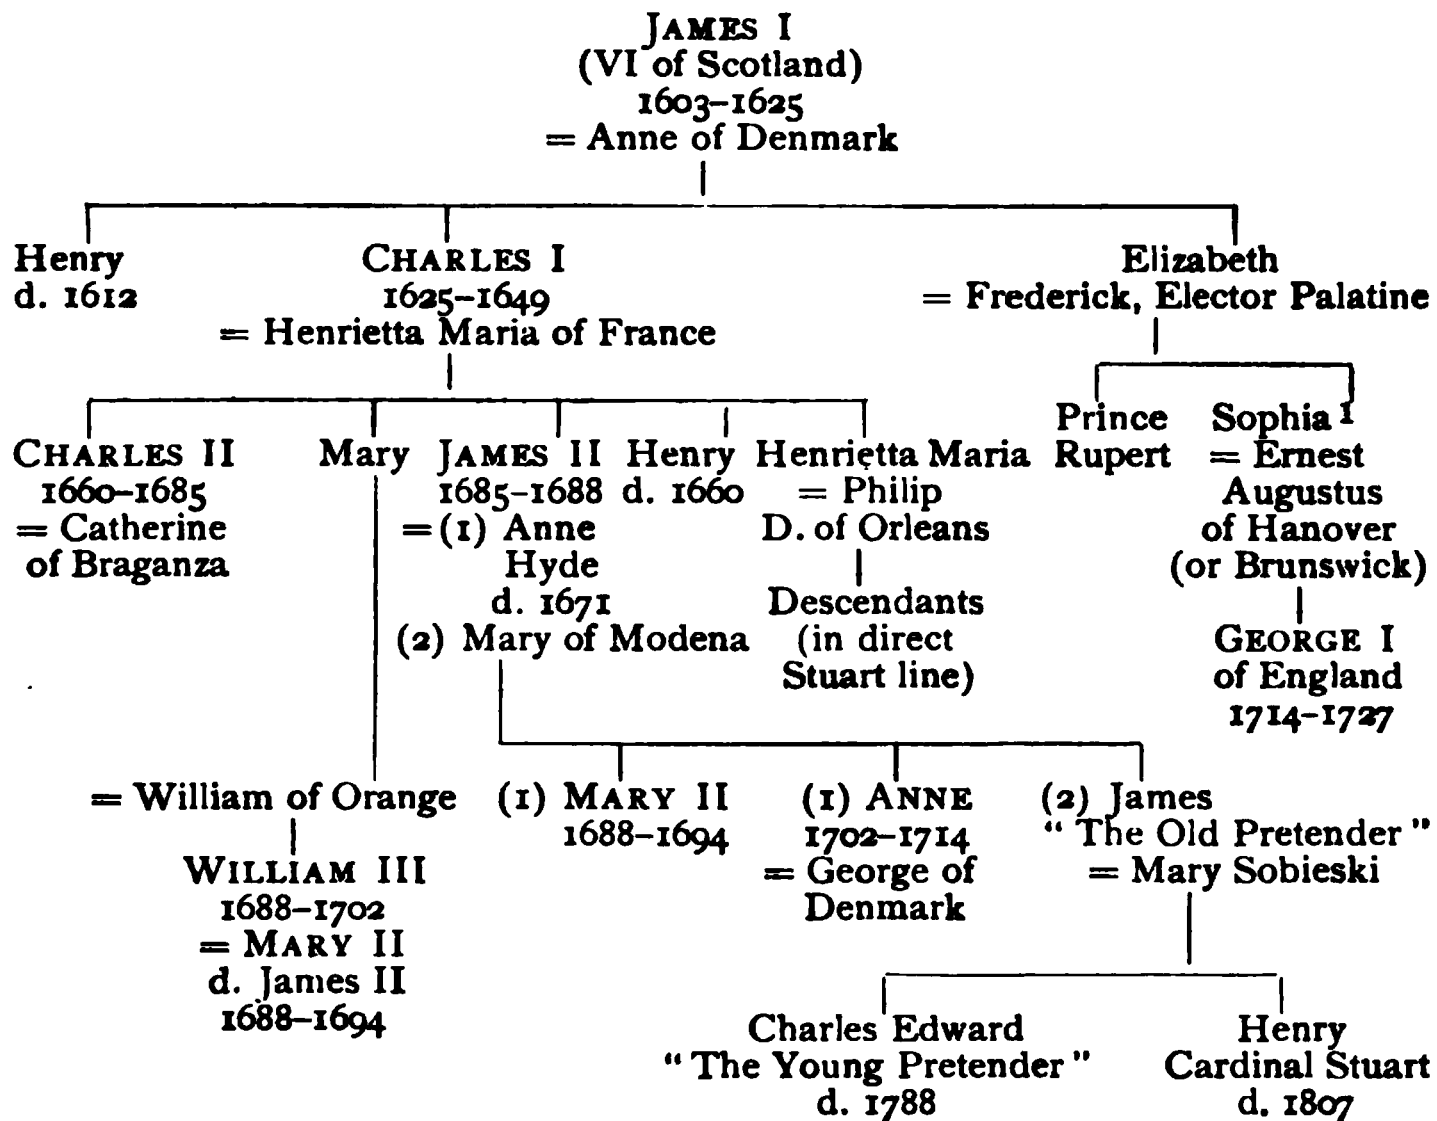 JAMES I
(VI of Scotland)
1603–1625
= Anne of Denmark
Henry
d. 1612
CHARLES I
1625–1649
= Henrietta Maria of France
Elizabeth
= Frederick, Elector Palatine
CHARLES II
1660–1685
= Catherine
of Braganza
Mary
JAMES II
1685–1688
= (1) Anne
Hyde
d. 1671
(2) Mary of Modena
Henry
d. 1660
Henrietta Maria
= Philip
D. of Orleans
Descendants
(in direct
Stuart line)
Prince
Rupert
Sophia 1
= Ernest
Augustus
of Hanover
(or Brunswick)
GEORGE I
of England
1714–1727
= William of Orange
WILLIAM III
1688–1702
= MARY II
d. James II
1688–1694
(1) MARY II
1688–1694
(1) ANNE
1702–1714
= George of
Denmark
(2) James
"The Old Pretender"
= Mary Sobieski
Charles Edward
"The Young Pretender"
d. 1788
Henry
Cardinal Stuart
d. 1807